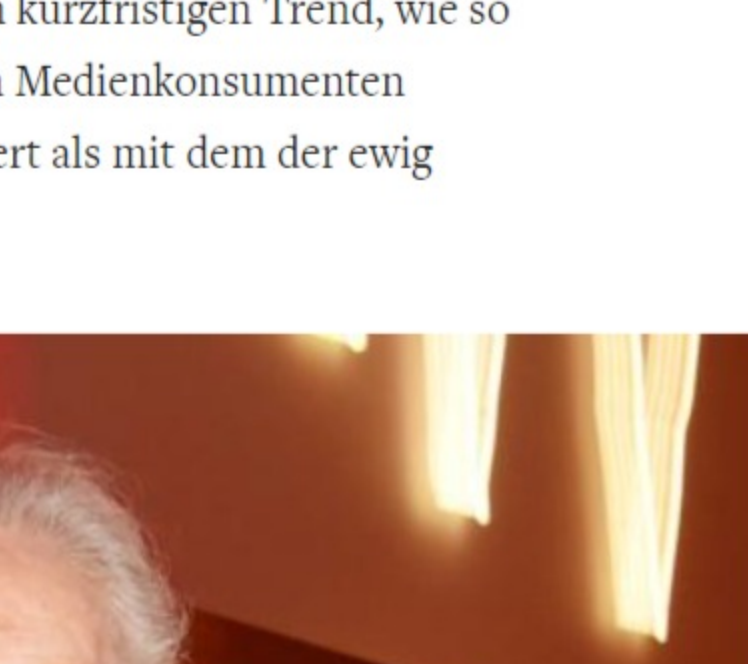 kurzfristigen Trend, wie so
Medienkonsumenten
ert als mit dem der ewig